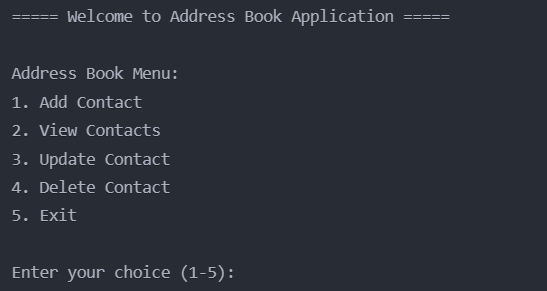 ===== Welcome to Address Book Application =====
Address Book Menu:
1. Add Contact
2. View Contacts
3. Update Contact
4. Delete Contact
5. Exit
Enter your choice (1-5):